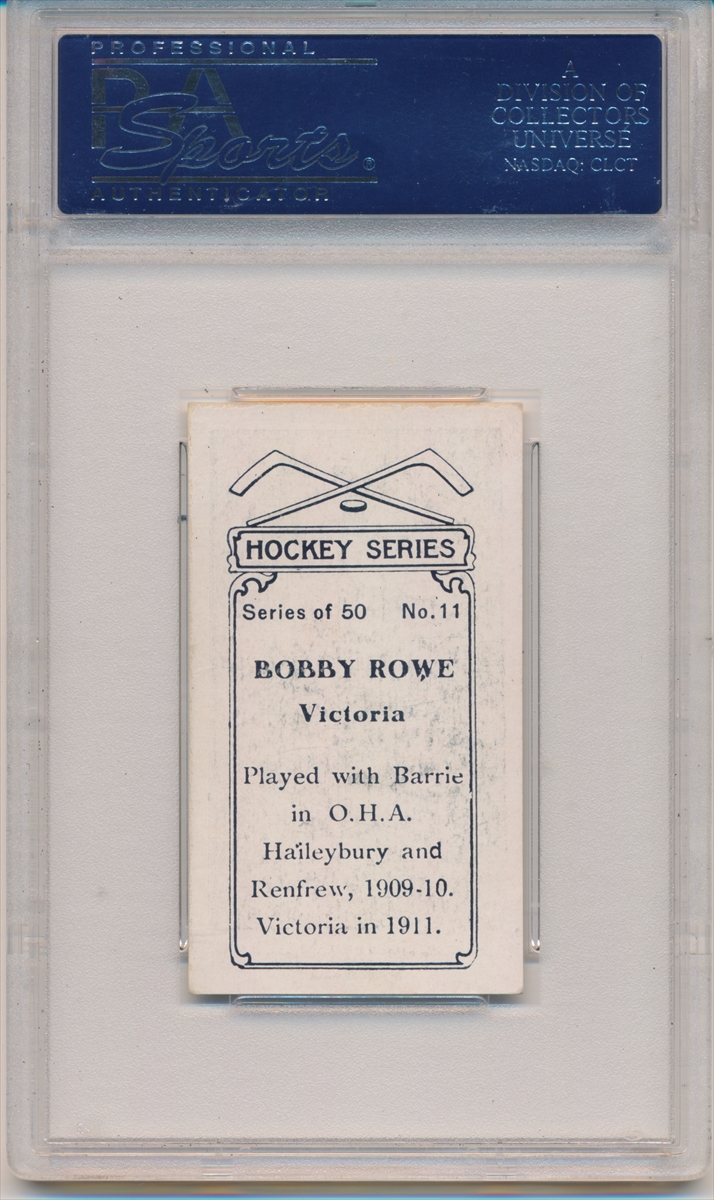 PROFESSIONAL
PSA
Sports®
AUTHENTICATOR
A
DIVISION OF
COLLECTORS
UNIVERSE
NASDAQ: CLCT
HOCKEY SERIES
Series of 50 No.11
BOBBY ROWE
Victoria
Played with Barrie
in O.H.A.
Haileybury and
Renfrew, 1909-10.
Victoria in 1911.